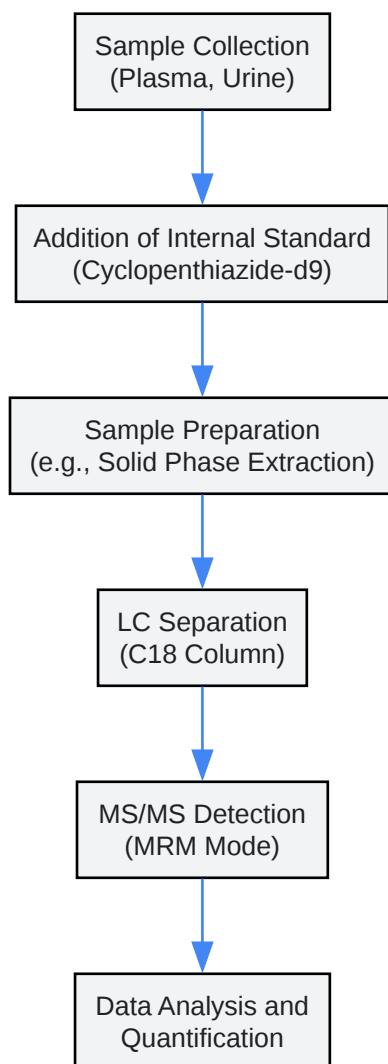 Sample Collection
(Plasma, Urine)
Addition of Internal Standard
(Cyclopenthiazide-d9)
Sample Preparation
(e.g., Solid Phase Extraction)
LC Separation
(C18 Column)
MS/MS Detection
(MRM Mode)
Data Analysis and
Quantification